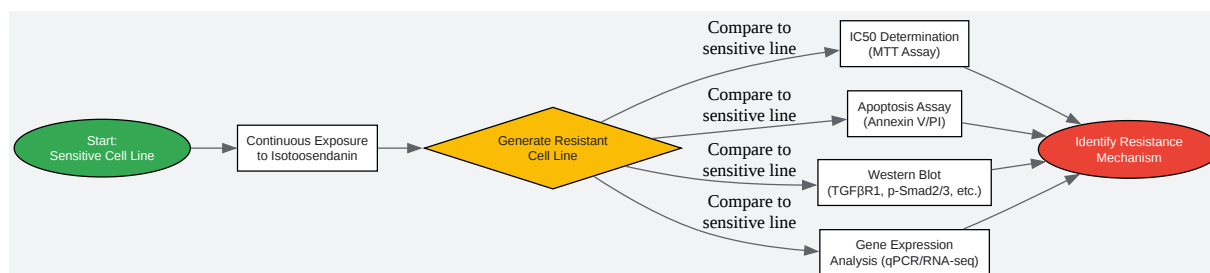 Start:
Sensitive Cell Line
Continuous Exposure
to Isotoosendanin
Generate Resistant
Cell Line
Compare to
sensitive line
Compare to
sensitive line
Compare to
sensitive line
Compare to
sensitive line
IC50 Determination
(MTT Assay)
Apoptosis Assay
(Annexin V/PI)
Western Blot
(TGFβR1, p-Smad2/3, etc.)
Gene Expression
Analysis (qPCR/RNA-seq)
Identify Resistance
Mechanism